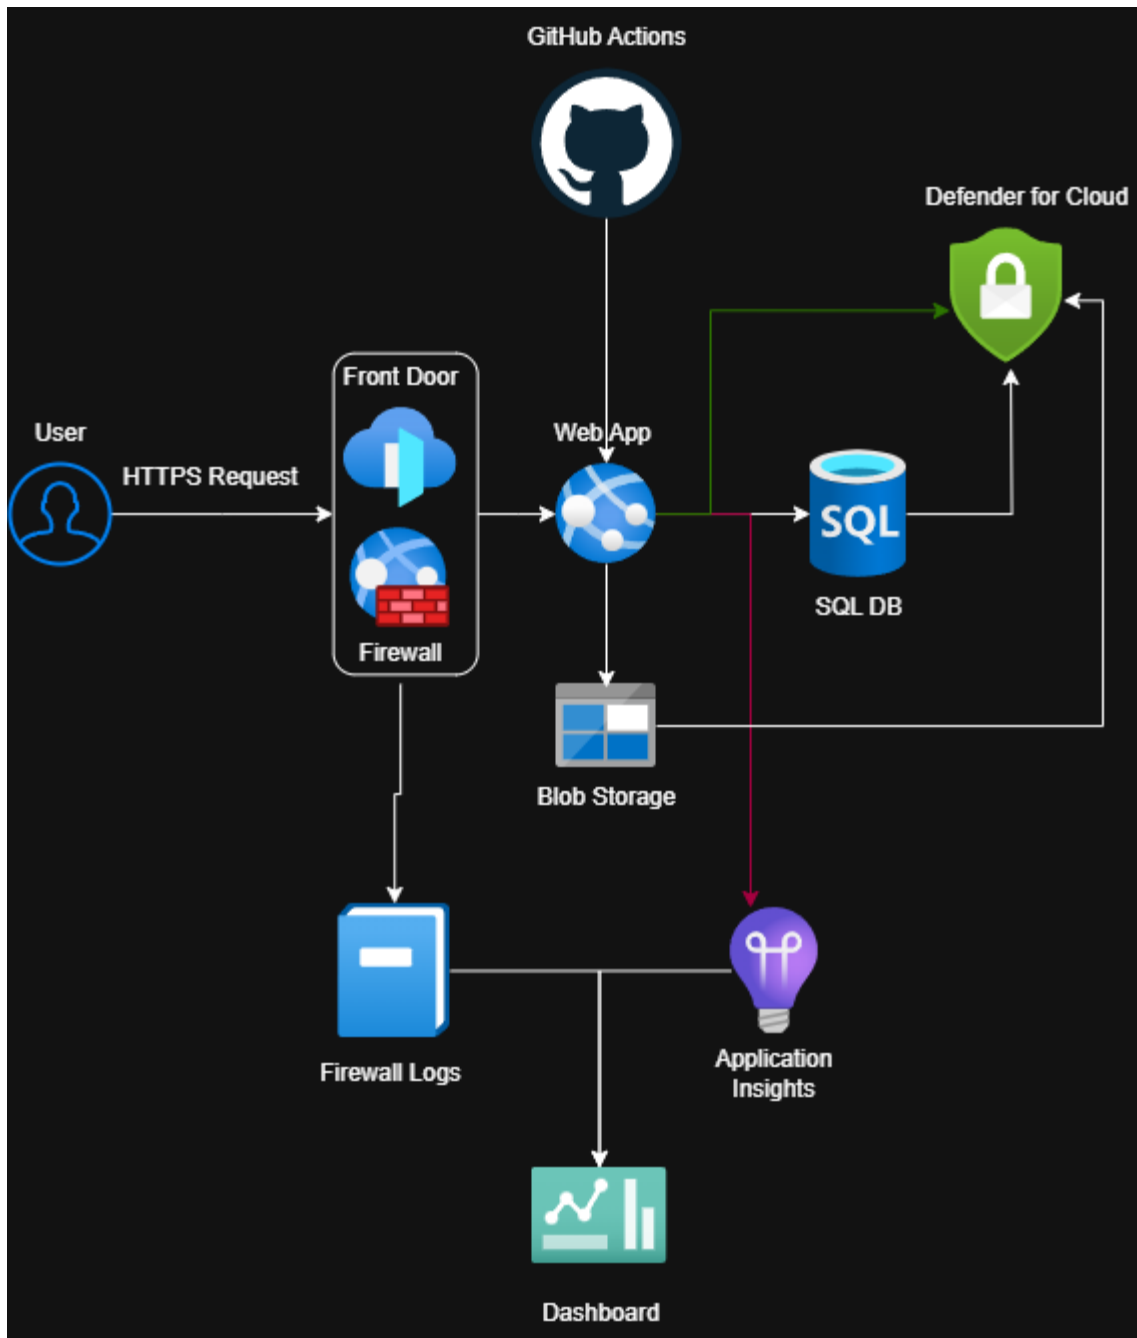 GitHub Actions
Defender for Cloud
Front Door
User
Web App
HTTPS Request
SQL
SQL DB
Firewall
Blob Storage
Firewall Logs
Application
Insights
Dashboard